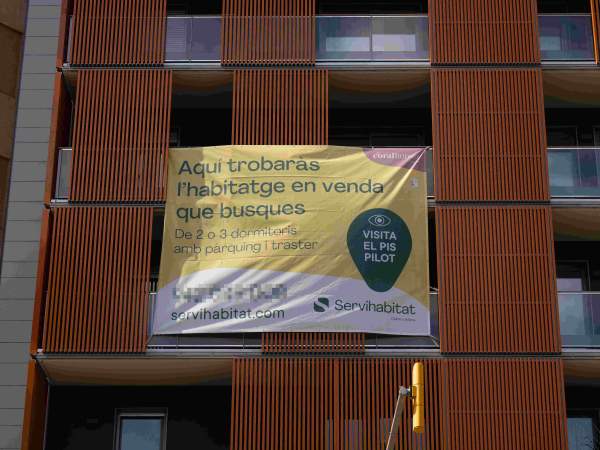 Aquí trobaràs
l'habitatge en venda
que busques
De 2 o 3 dormitoris
amb pàrquing i traster
VISITA
EL PIS
PILOT
Servihabitat
servihabitat.com